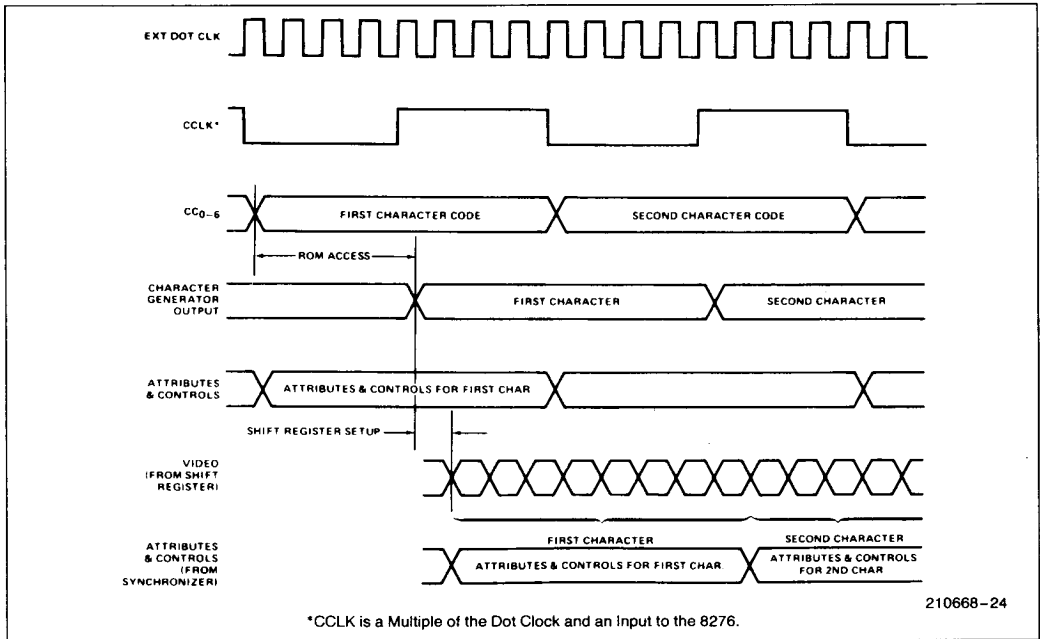 EXT DOT CLK
CCLK*
CC0–6
FIRST CHARACTER CODE
SECOND CHARACTER CODE
ROM ACCESS
CHARACTER
GENERATOR
OUTPUT
FIRST CHARACTER
SECOND CHARACTER
ATTRIBUTES
& CONTROLS
ATTRIBUTES & CONTROLS FOR FIRST CHAR
SHIFT REGISTER SETUP
VIDEO
(FROM SHIFT
REGISTER)
FIRST CHARACTER
SECOND CHARACTER
ATTRIBUTES
& CONTROLS
(FROM
SYNCHRONIZER)
ATTRIBUTES & CONTROLS FOR FIRST CHAR.
ATTRIBUTES & CONTROLS
FOR 2ND CHAR
210668–24
*CCLK is a Multiple of the Dot Clock and an Input to the 8276.